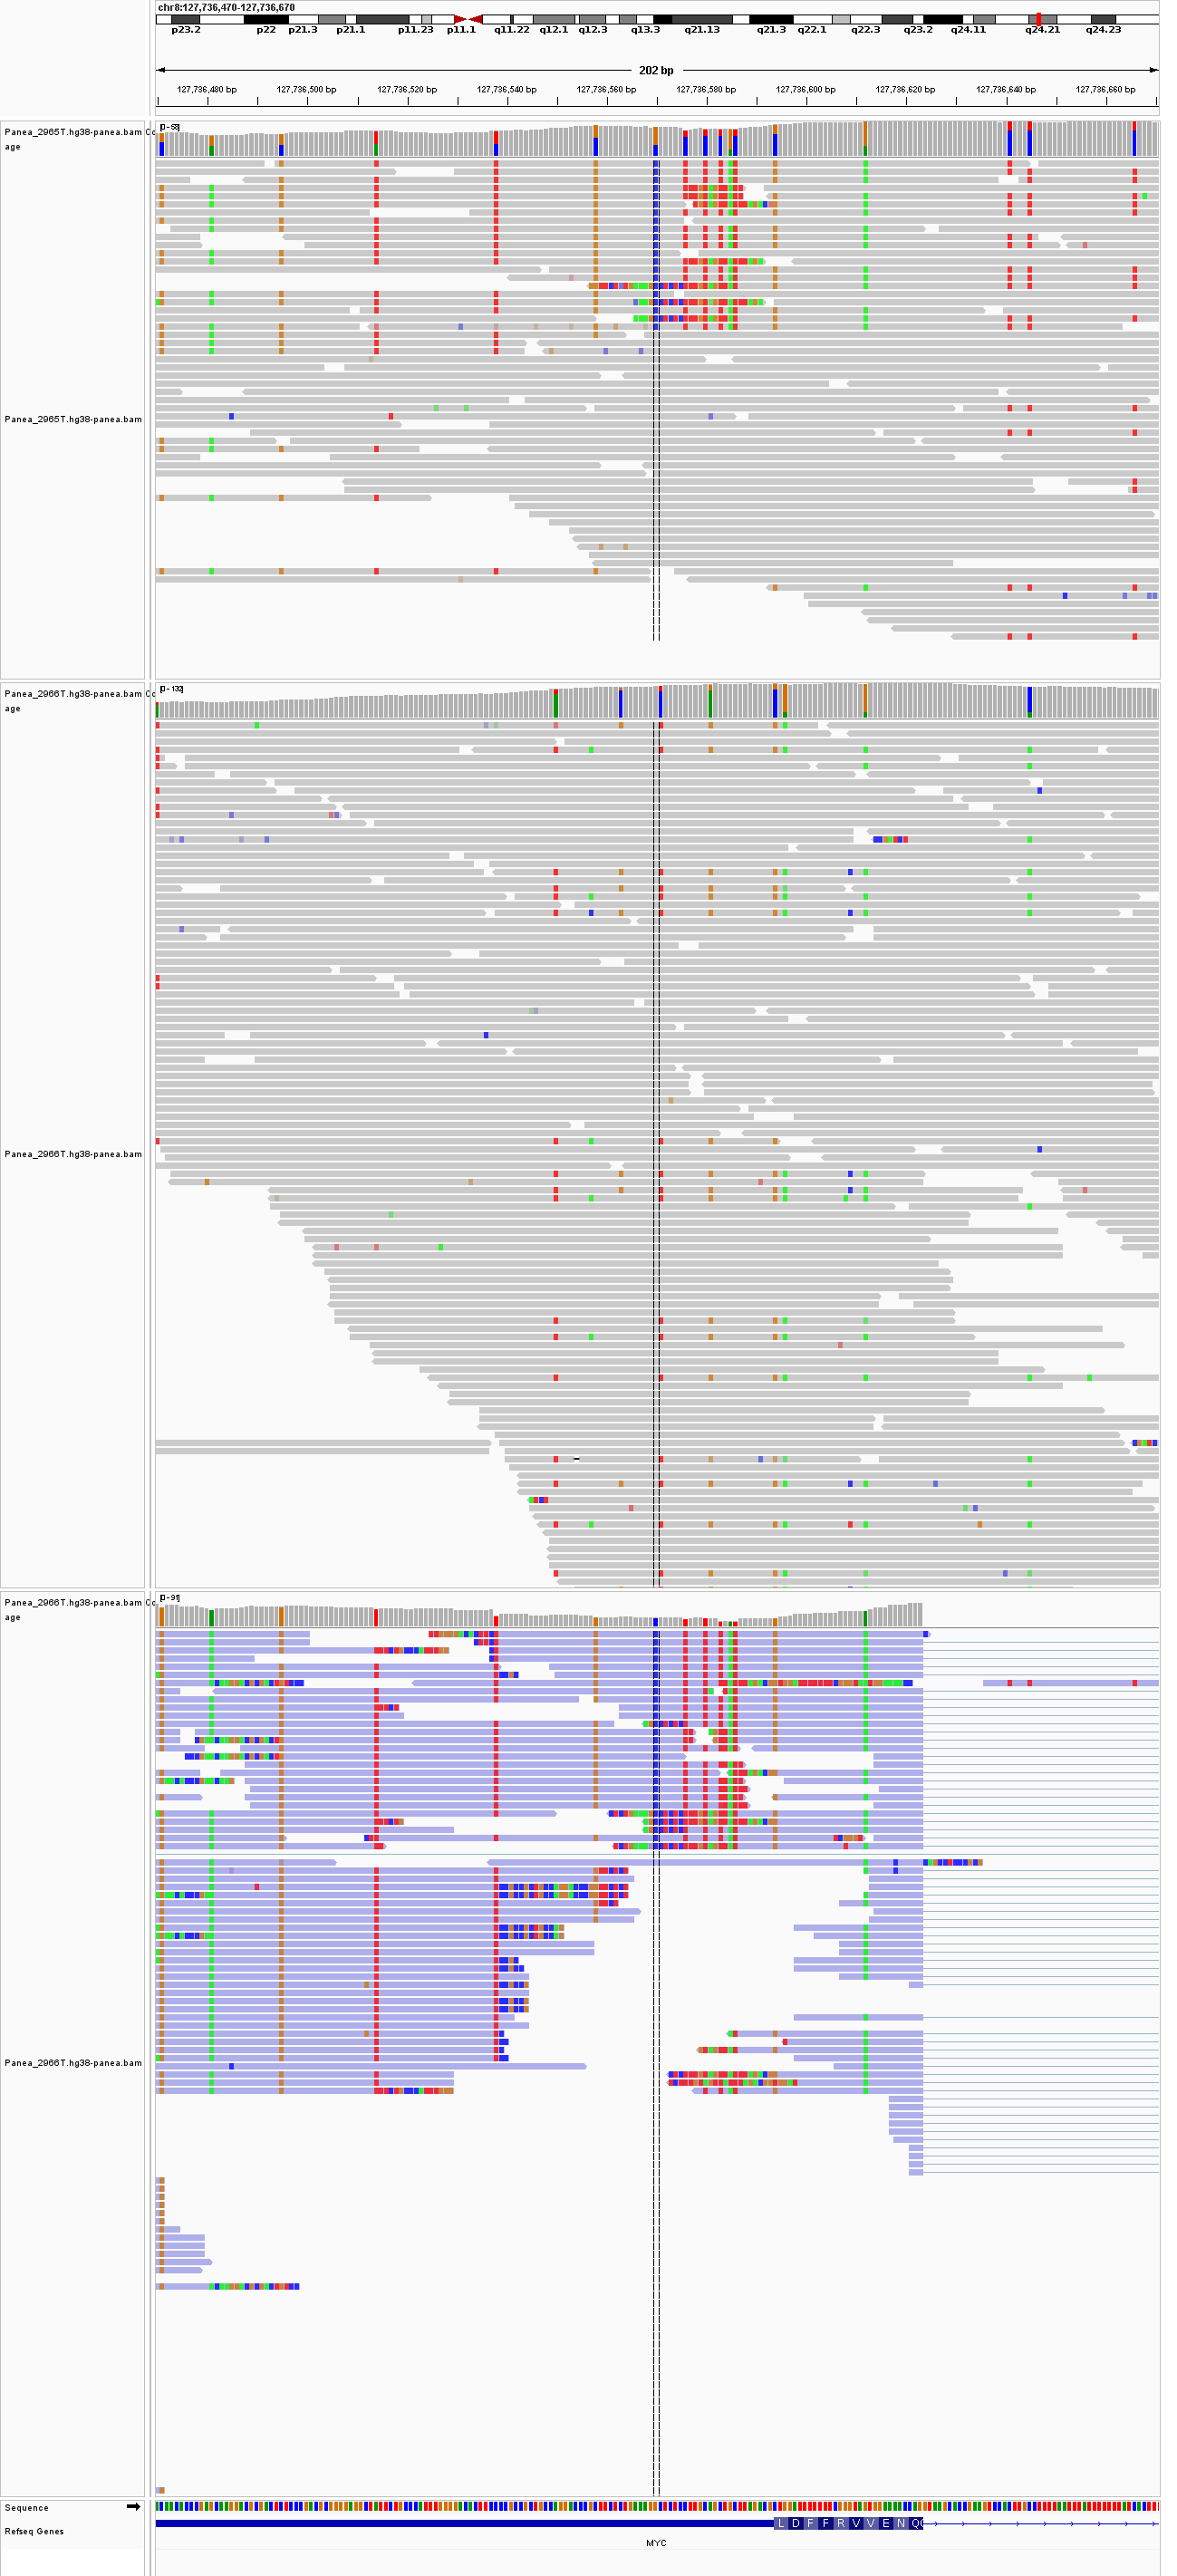 chr8:127,736,470-127,736,670
p23.2 p22 p21.3 p21.1 p11.23 p11.1 q11.22 q12.1 q12.3 q13.3 q21.13 q21.3 q22.1 q22.3 q23.2 q24.11 q24.21 q24.23
202 bp
127,736,480 bp 127,736,500 bp 127,736,520 bp 127,736,540 bp 127,736,560 bp 127,736,580 bp 127,736,600 bp 127,736,620 bp 127,736,640 bp 127,736,660 bp
Panea_2965T.hg38-panea.bam Co
age
[0 - 53]
Panea_2965T.hg38-panea.bam
Panea_2966T.hg38-panea.bam Co
age
[0 - 132]
Panea_2966T.hg38-panea.bam
Panea_2966T.hg38-panea.bam Co
age
[0 - 91]
Panea_2966T.hg38-panea.bam
Sequence
Refseq Genes
L D F F R V V E N Q
MYC